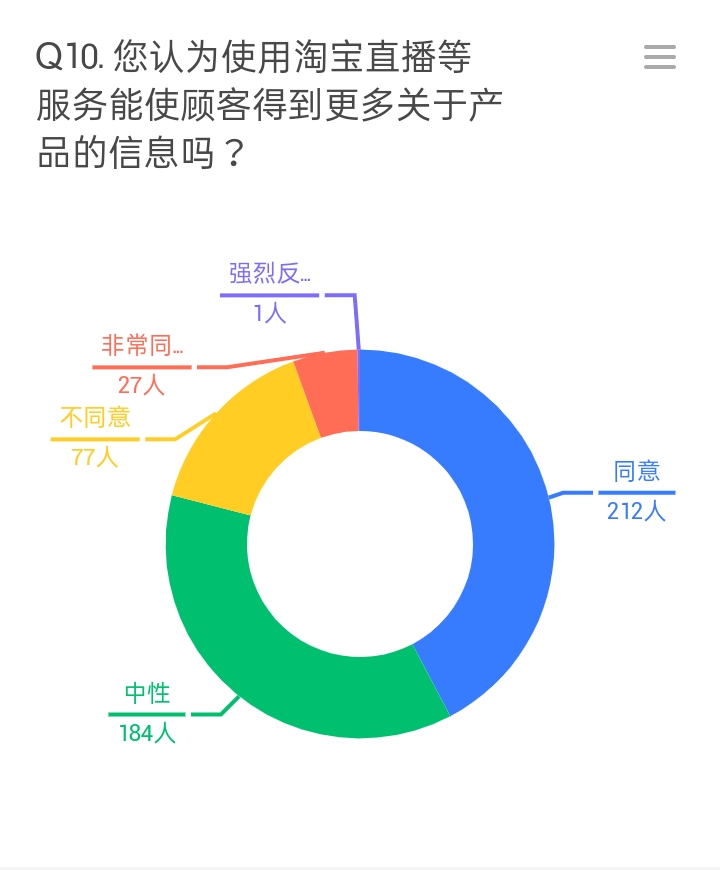 Q10. 您认为使用淘宝直播等
服务能使顾客得到更多关于产
品的信息吗？
强烈反...
1人
非常同...
27人
不同意
77人
同意
212人
中性
184人